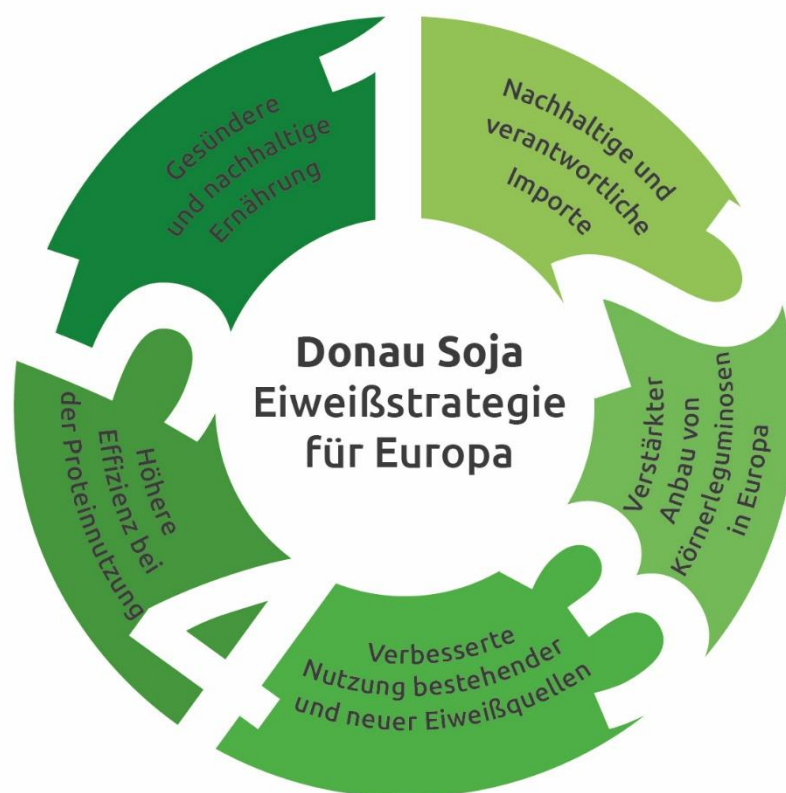 Donau Soja
Eiweißstrategie
für Europa
1
Nachhaltige und
verantwortliche
Importe
2
Verstärkter
Anbau von
Körnerleguminosen
in Europa
3
Verbesserte
Nutzung bestehender
und neuer Eiweißquellen
4
Höhere
Effizienz bei
der Proteinnutzung
5
Gesündere
und nachhaltige
Ernährung